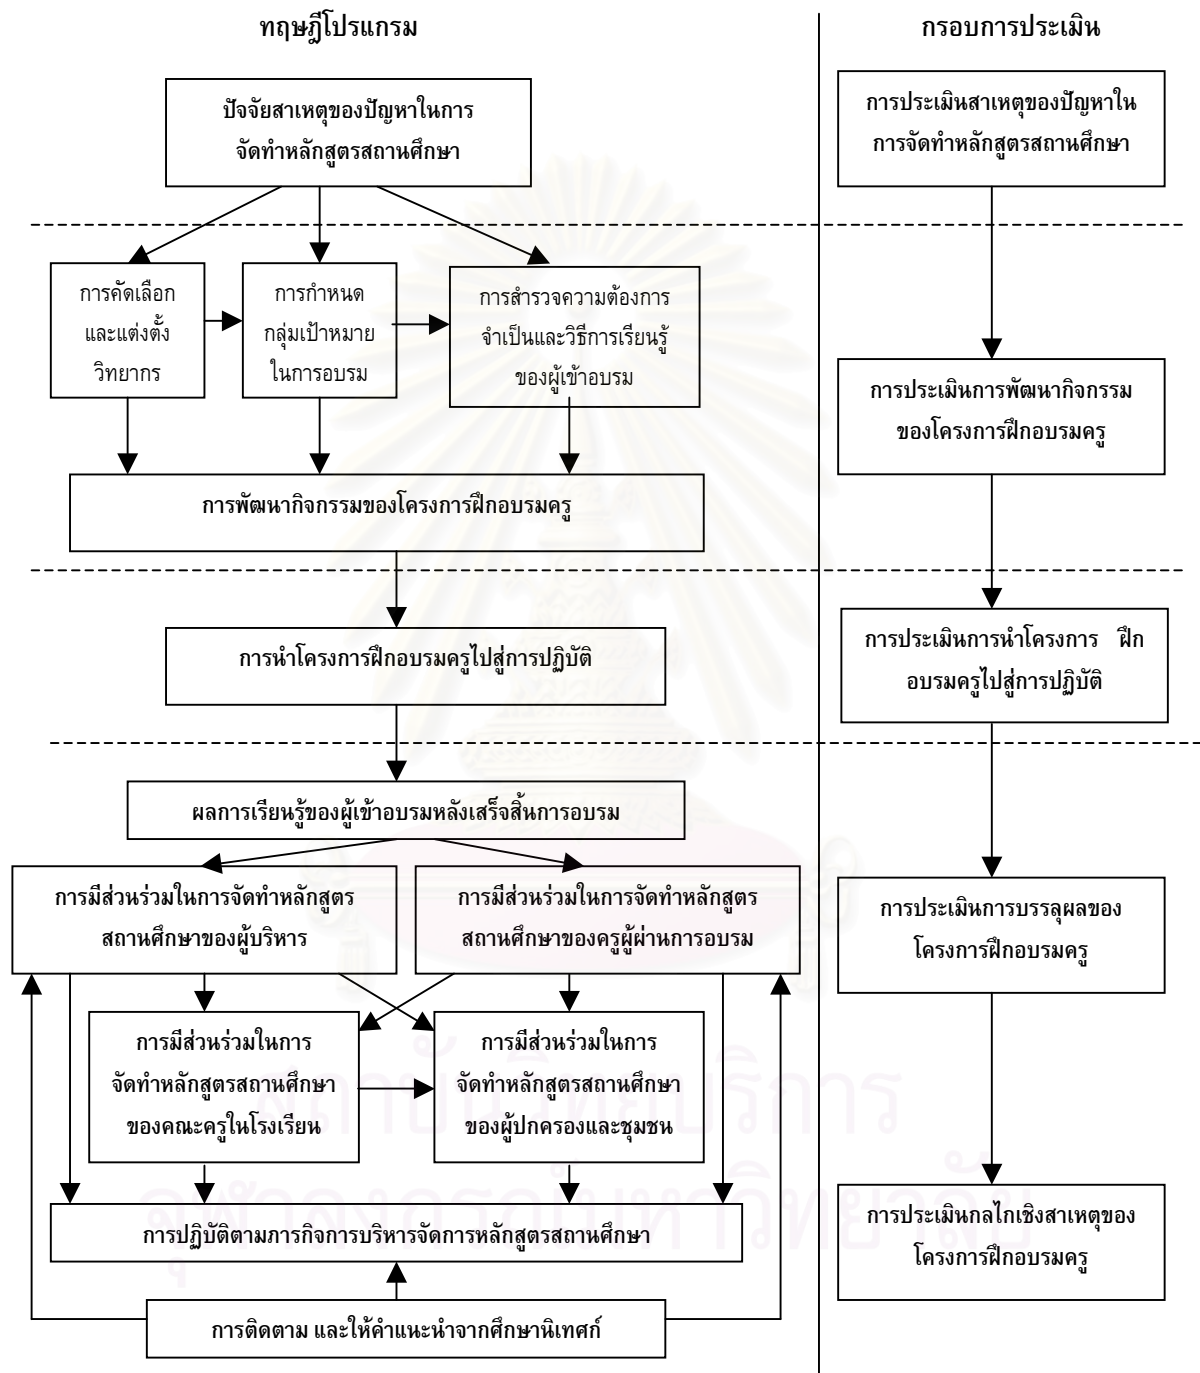 ทฤษฎีโปรแกรม
กรอบการประเมิน
ปัจจัยสาเหตุของปัญหาในการ
จัดทำหลักสูตรสถานศึกษา
การประเมินสาเหตุของปัญหาใน
การจัดทำหลักสูตรสถานศึกษา
การคัดเลือก
และแต่งตั้ง
วิทยากร
การกำหนด
กลุ่มเป้าหมาย
ในการอบรม
การสำรวจความต้องการ
จำเป็นและวิธีการเรียนรู้
ของผู้เข้าอบรม
การพัฒนากิจกรรมของโครงการฝึกอบรมครู
การประเมินการพัฒนากิจกรรม
ของโครงการฝึกอบรมครู
การนำโครงการฝึกอบรมครูไปสู่การปฏิบัติ
การประเมินการนำโครงการ ฝึก
อบรมครูไปสู่การปฏิบัติ
ผลการเรียนรู้ของผู้เข้าอบรมหลังเสร็จสิ้นการอบรม
การมีส่วนร่วมในการจัดทำหลักสูตร
สถานศึกษาของผู้บริหาร
การมีส่วนร่วมในการจัดทำหลักสูตร
สถานศึกษาของครูผู้ผ่านการอบรม
การประเมินการบรรลุผลของ
โครงการฝึกอบรมครู
การมีส่วนร่วมในการ
จัดทำหลักสูตรสถานศึกษา
ของคณะครูในโรงเรียน
การมีส่วนร่วมในการ
จัดทำหลักสูตรสถานศึกษา
ของผู้ปกครองและชุมชน
การปฏิบัติตามภารกิจการบริหารจัดการหลักสูตรสถานศึกษา
การประเมินกลไกเชิงสาเหตุของ
โครงการฝึกอบรมครู
การติดตาม และให้คำแนะนำจากศึกษานิเทศก์
สถาบันวิทยบริการ
จุฬาลงกรณ์มหาวิทยาลัย